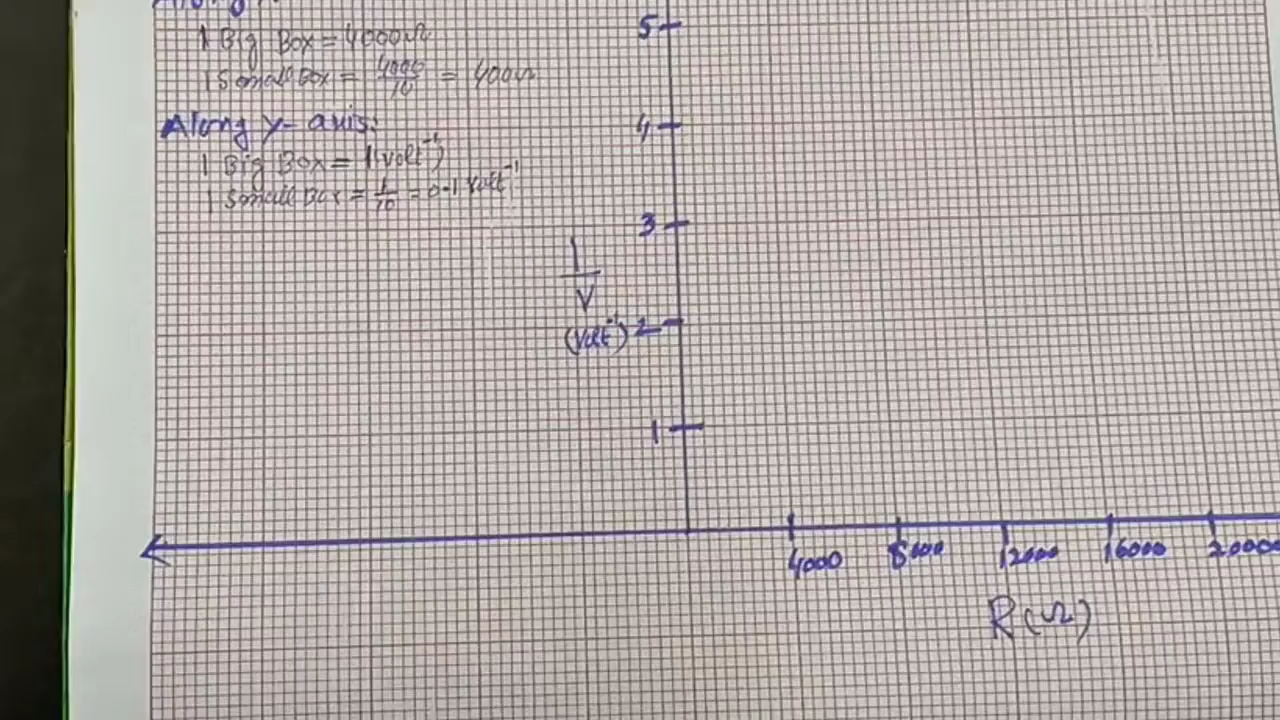 1 Big Box = 4000Ω
1 Small Box = 4000/10 = 400Ω
Along y-axis:
1 Big Box = 1 (volt⁻¹)
1 Small Box = 1/10 = 0.1 Volt⁻¹
5
4
3
1/V
(Volt⁻¹)
2
1
4000 8000 12000 16000 20000
R(Ω)